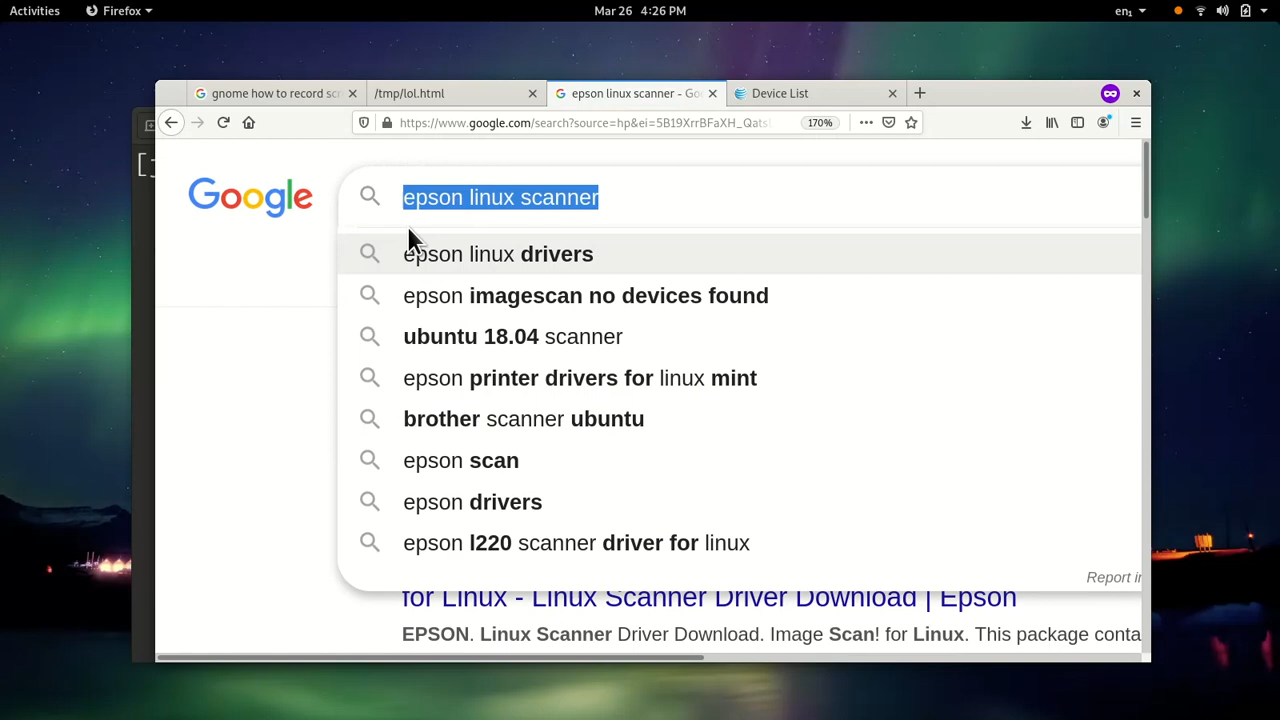 Activities
Firefox
Mar 26 4:26 PM
en₁
gnome how to record scr
/tmp/lol.html
epson linux scanner - Goo
Device List
https://www.google.com/search?source=hp&ei=5B19XrrBFaXH_Qats
170%
[
Google
epson linux scanner
epson linux drivers
epson imagescan no devices found
ubuntu 18.04 scanner
epson printer drivers for linux mint
brother scanner ubuntu
epson scan
epson drivers
epson l220 scanner driver for linux
Report in
for Linux - Linux Scanner Driver Download | Epson
EPSON. Linux Scanner Driver Download. Image Scan! for Linux. This package conta